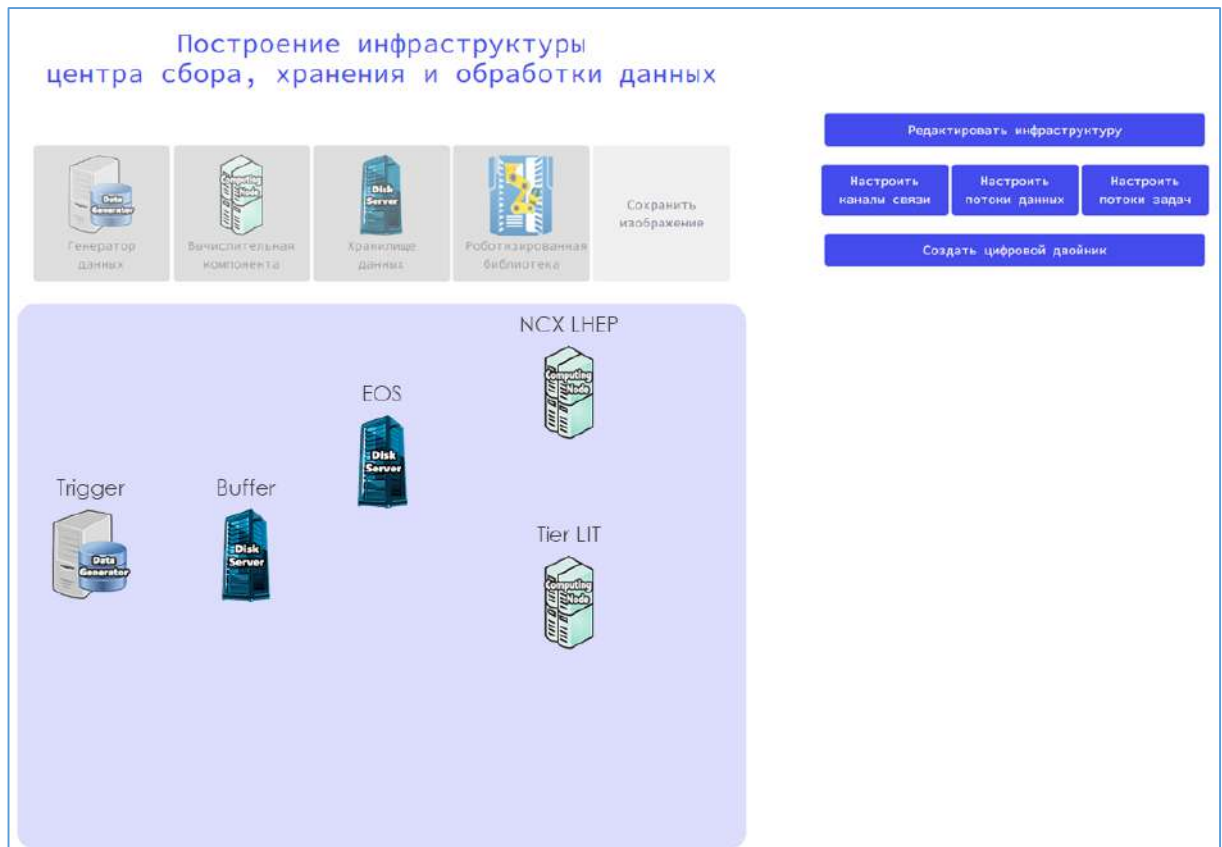 Построение инфраструктуры
центра сбора, хранения и обработки данных
Редактировать инфраструктуру
Настроить
каналы связи
Настроить
потоки данных
Настроить
потоки задач
Создать цифровой двойник
Data
Generator
Генератор
данных
Computing
Node
Вычислительная
компонента
Disk
Server
Хранилище
данных
Роботизированная
библиотека
Сохранить
изображение
NCX LHEP
Computing
Node
EOS
Disk
Server
Trigger
Data
Generator
Buffer
Disk
Server
Tier LIT
Computing
Node